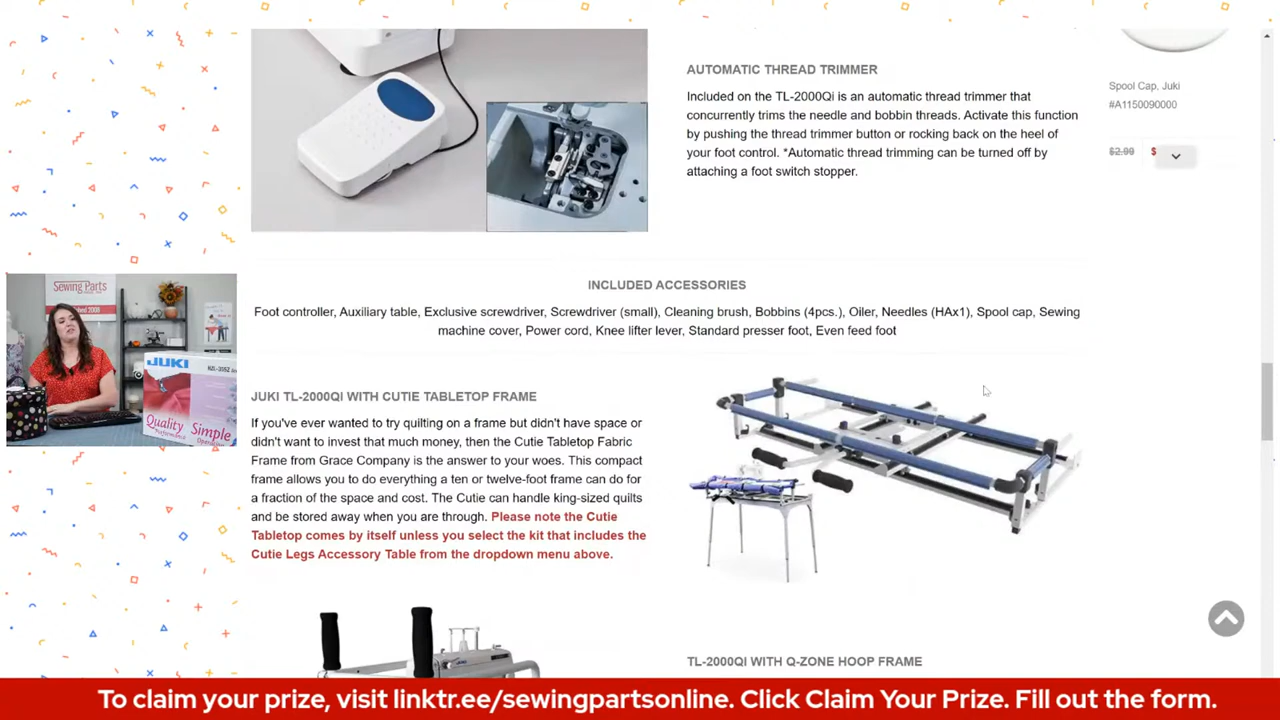 AUTOMATIC THREAD TRIMMER
Included on the TL-2000Qi is an automatic thread trimmer that
concurrently trims the needle and bobbin threads. Activate this function
by pushing the thread trimmer button or rocking back on the heel of
your foot control. *Automatic thread trimming can be turned off by
attaching a foot switch stopper.
Spool Cap, Juki
#A1150090000
$2.99 $
INCLUDED ACCESSORIES
Foot controller, Auxiliary table, Exclusive screwdriver, Screwdriver (small), Cleaning brush, Bobbins (4pcs.), Oiler, Needles (HAx1), Spool cap, Sewing
machine cover, Power cord, Knee lifter lever, Standard presser foot, Even feed foot
JUKI TL-2000QI WITH CUTIE TABLETOP FRAME
If you've ever wanted to try quilting on a frame but didn't have space or
didn't want to invest that much money, then the Cutie Tabletop Fabric
Frame from Grace Company is the answer to your woes. This compact
frame allows you to do everything a ten or twelve-foot frame can do for
a fraction of the space and cost. The Cutie can handle king-sized quilts
and be stored away when you are through. Please note the Cutie
Tabletop comes by itself unless you select the kit that includes the
Cutie Legs Accessory Table from the dropdown menu above.
TL-2000QI WITH Q-ZONE HOOP FRAME
Sewing Parts
JUKI
Quality
Simple
To claim your prize, visit linktr.ee/sewingpartsonline. Click Claim Your Prize. Fill out the form.